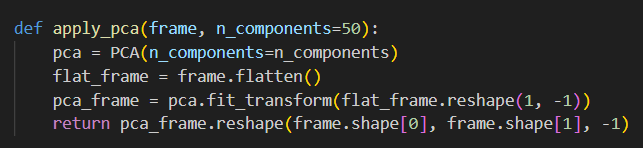 def apply_pca(frame, n_components=50):
    pca = PCA(n_components=n_components)
    flat_frame = frame.flatten()
    pca_frame = pca.fit_transform(flat_frame.reshape(1, -1))
    return pca_frame.reshape(frame.shape[0], frame.shape[1], -1)